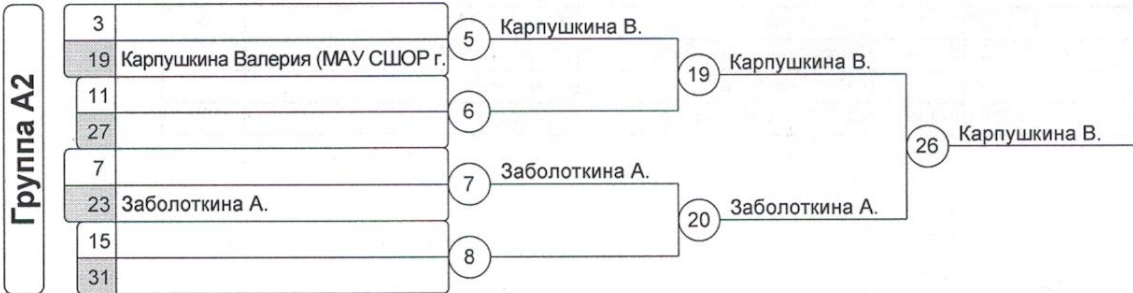 Группа А2
3
19 Карпушкина Валерия (МАУ СШОР г.
11
27
7
23 Заболоткина А.
15
31
5 Карпушкина В.
6
7 Заболоткина А.
8
19 Карпушкина В.
20 Заболоткина А.
26 Карпушкина В.